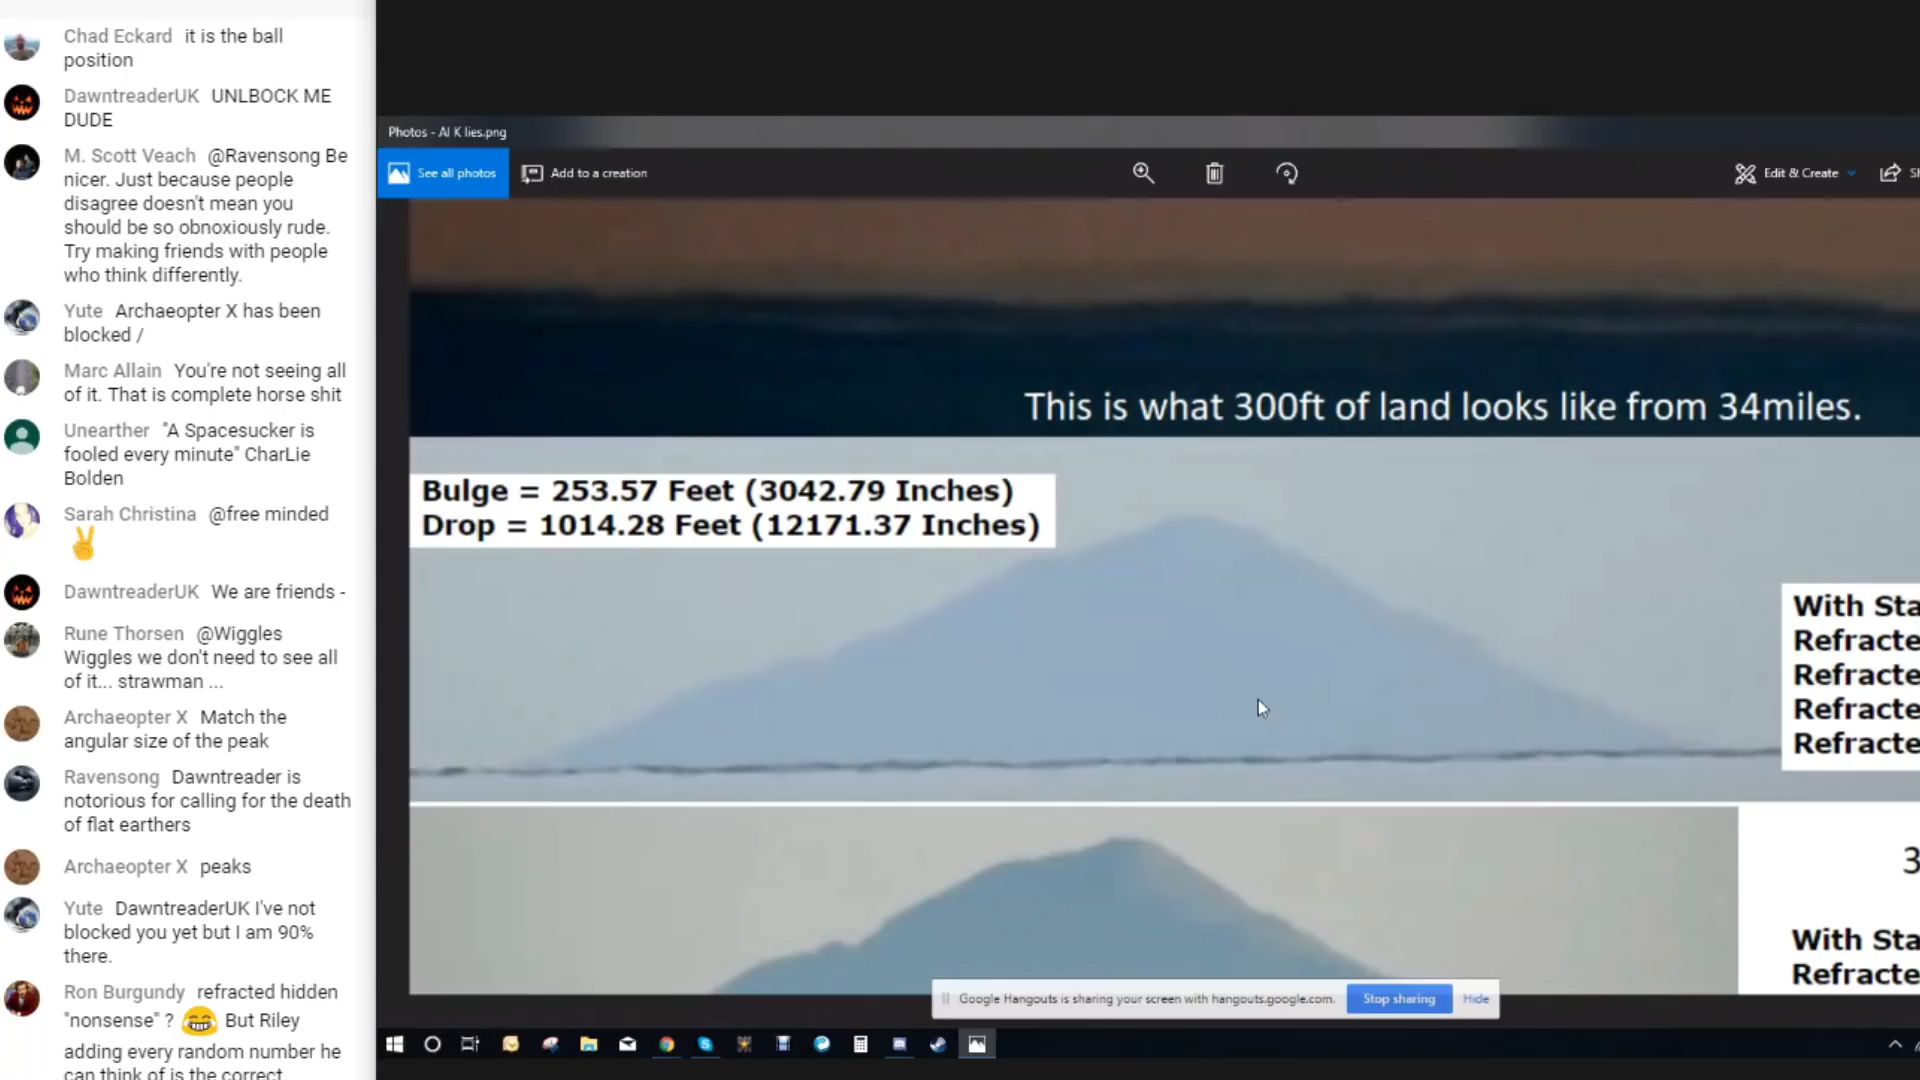 Chad Eckard it is the ball
position
DawntreaderUK UNLBOCK ME
DUDE
M. Scott Veach @Ravensong Be
nicer. Just because people
disagree doesn't mean you
should be so obnoxiously rude.
Try making friends with people
who think differently.
Yute Archaeopter X has been
blocked /
Marc Allain You're not seeing all
of it. That is complete horse shit
Unearther "A Spacesucker is
fooled every minute" CharLie
Bolden
Sarah Christina @free minded
✌
DawntreaderUK We are friends -
Rune Thorsen @Wiggles
Wiggles we don't need to see all
of it... strawman ...
Archaeopter X Match the
angular size of the peak
Ravensong Dawntreader is
notorious for calling for the death
of flat earthers
Archaeopter X peaks
Yute DawntreaderUK I've not
blocked you yet but I am 90%
there.
Ron Burgundy refracted hidden
"nonsense" ? 😁 But Riley
adding every random number he
can think of is the correct
Photos - Al K lies.png
See all photos
Add to a creation
Edit & Create
Sh
This is what 300ft of land looks like from 34miles.
Bulge = 253.57 Feet (3042.79 Inches)
Drop = 1014.28 Feet (12171.37 Inches)
With Sta
Refracte
Refracte
Refracte
Refracte
3
With Sta
Refracte
Google Hangouts is sharing your screen with hangouts.google.com.
Stop sharing
Hide